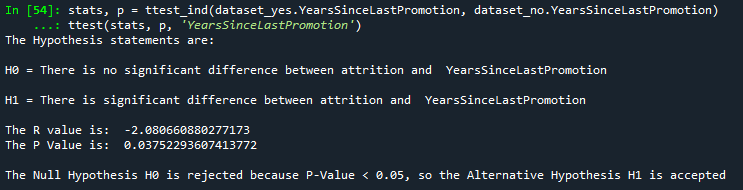 In [54]: stats, p = ttest_ind(dataset_yes.YearsSinceLastPromotion, dataset_no.YearsSinceLastPromotion)
...: ttest(stats, p, 'YearsSinceLastPromotion')
The Hypothesis statements are:
H0 = There is no significant difference between attrition and  YearsSinceLastPromotion
H1 = There is significant difference between attrition and  YearsSinceLastPromotion
The R value is:  -2.080660880277173
The P Value is:  0.03752293607413772
The Null Hypothesis H0 is rejected because P-Value < 0.05, so the Alternative Hypothesis H1 is accepted